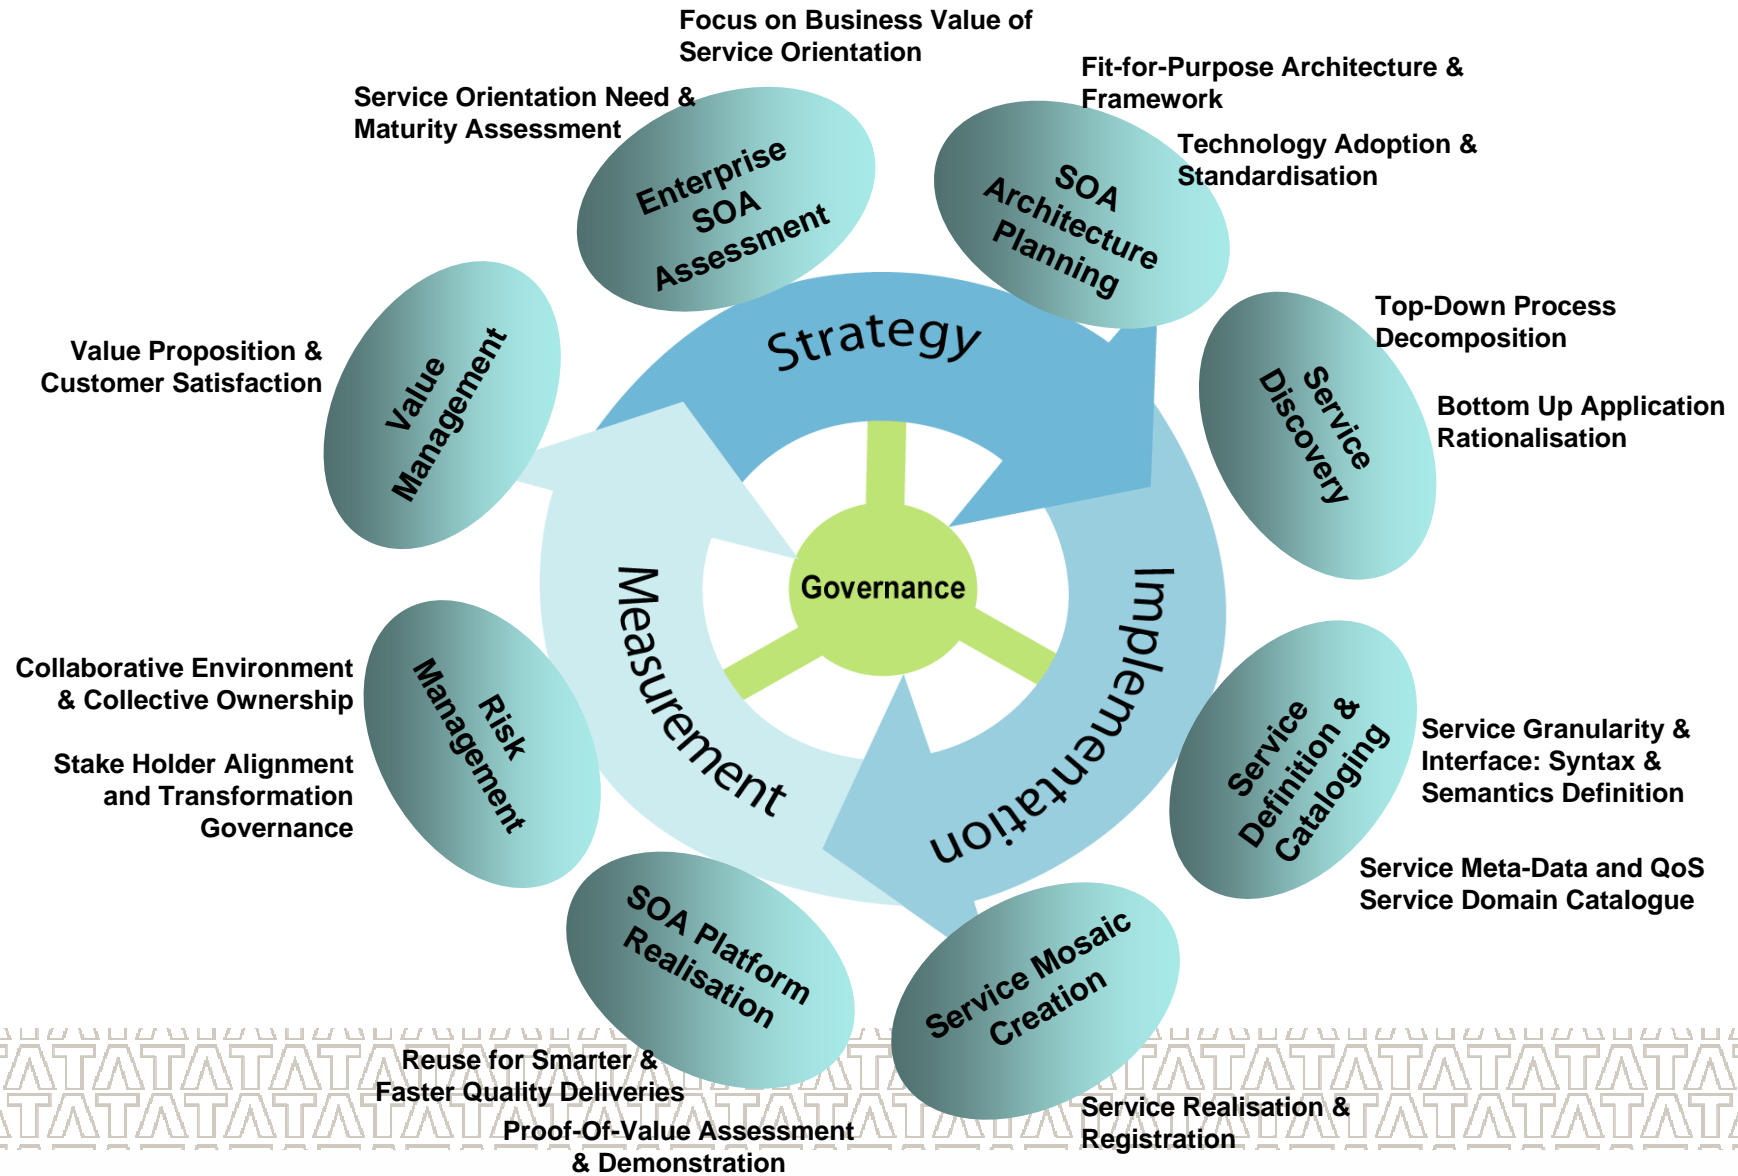 Focus on Business Value of
Service Orientation
Service Orientation Need &
Maturity Assessment
Fit-for-Purpose Architecture &
Framework
Technology Adoption &
Standardisation
Enterprise
SOA
Assessment
SOA
Architecture
Planning
Top-Down Process
Decomposition
Bottom Up Application
Rationalisation
Service
Discovery
Value Proposition &
Customer Satisfaction
Value
Management
Strategy
Governance
Measurement
Implementation
Collaborative Environment
& Collective Ownership
Stake Holder Alignment
and Transformation
Governance
Risk
Management
Service
Definition &
Cataloging
Service Granularity &
Interface: Syntax &
Semantics Definition
Service Meta-Data and QoS
Service Domain Catalogue
SOA Platform
Realisation
Service Mosaic
Creation
Reuse for Smarter &
Faster Quality Deliveries
Proof-Of-Value Assessment
& Demonstration
Service Realisation &
Registration
TATATATATATATATATATATATATATATATATATA